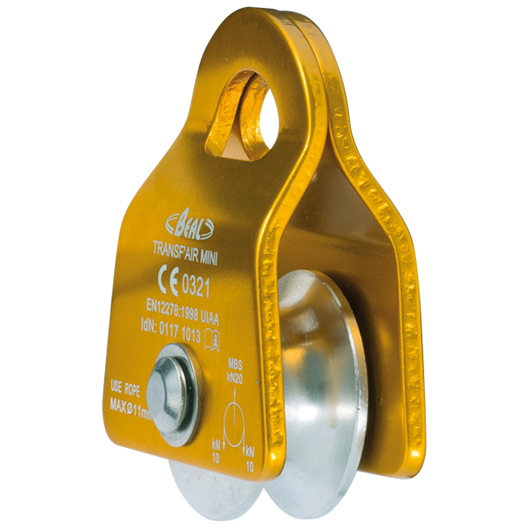 BEAL
TRANSF'AIR MINI
CE 0321
EN12278:1998 UIAA
IdN: 0117 1013
MBS
kN20
USE ROPE
MAX Ø11mm
kN
10
kN
10